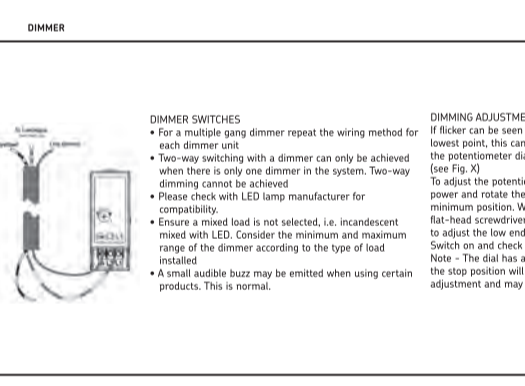 DIMMER
DIMMER SWITCHES
• For a multiple gang dimmer repeat the wiring method for
each dimmer unit
• Two-way switching with a dimmer can only be achieved
when there is only one dimmer in the system. Two-way
dimming cannot be achieved
• Please check with LED lamp manufacturer for
compatibility.
• Ensure a mixed load is not selected, i.e. incandescent
mixed with LED. Consider the minimum and maximum
range of the dimmer according to the type of load
installed
• A small audible buzz may be emitted when using certain
products. This is normal.
DIMMING ADJUSTME
If flicker can be seen
lowest point, this can
the potentiometer dia
(see Fig. X)
To adjust the potenti
power and rotate the
minimum position. W
flat-head screwdriver
to adjust the low end
Switch on and check
Note - The dial has a
the stop position will
adjustment and may